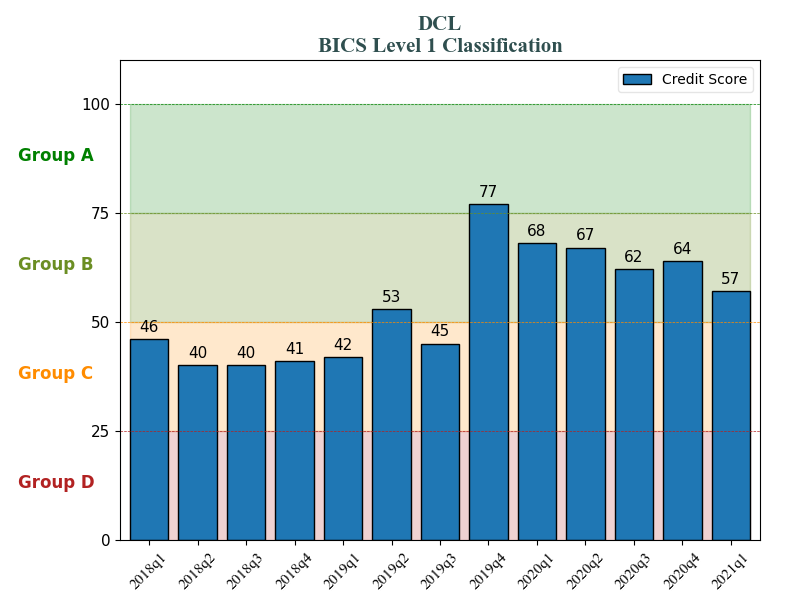 DCL
BICS Level 1 Classification
Credit Score
100
Group A
77
75
68
67
64
62
Group B
57
53
50
46
45
42
41
40
40
Group C
25
Group D
0
2018q1
2018q2
2018q3
2018q4
2019q1
2019q2
2019q3
2019q4
2020q1
2020q2
2020q3
2020q4
2021q1